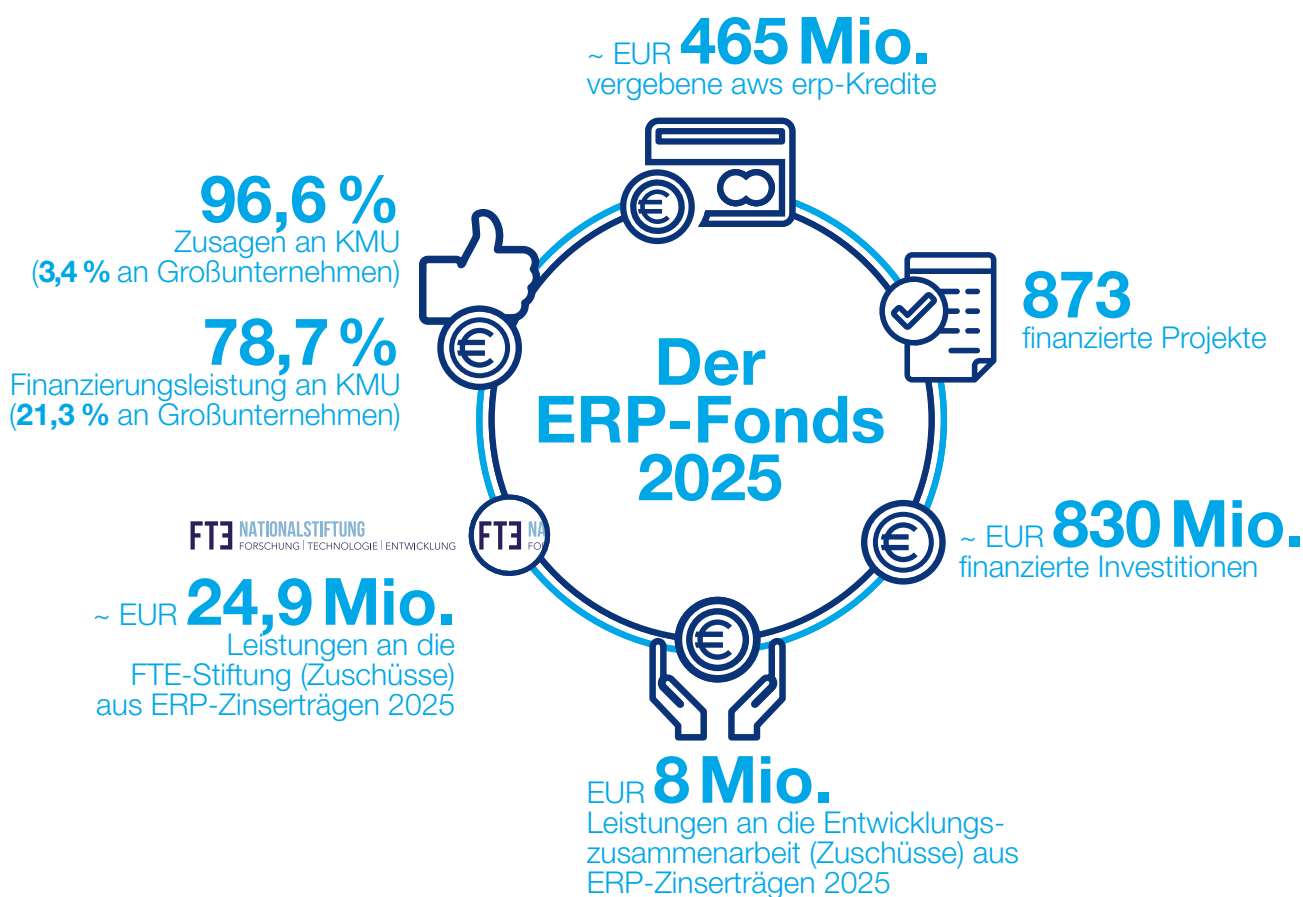 ~ EUR 465 Mio.
vergebene aws erp-Kredite
96,6 %
Zusagen an KMU
(3,4 % an Großunternehmen)
78,7 %
Finanzierungsleistung an KMU
(21,3 % an Großunternehmen)
873
finanzierte Projekte
Der
ERP-Fonds
2025
FTE NATIONALSTIFTUNG
FORSCHUNG | TECHNOLOGIE | ENTWICKLUNG
FTE NA
FO
~ EUR 830 Mio.
finanzierte Investitionen
~ EUR 24,9 Mio.
Leistungen an die
FTE-Stiftung (Zuschüsse)
aus ERP-Zinserträgen 2025
EUR 8 Mio.
Leistungen an die Entwicklungs-
zusammenarbeit (Zuschüsse) aus
ERP-Zinserträgen 2025